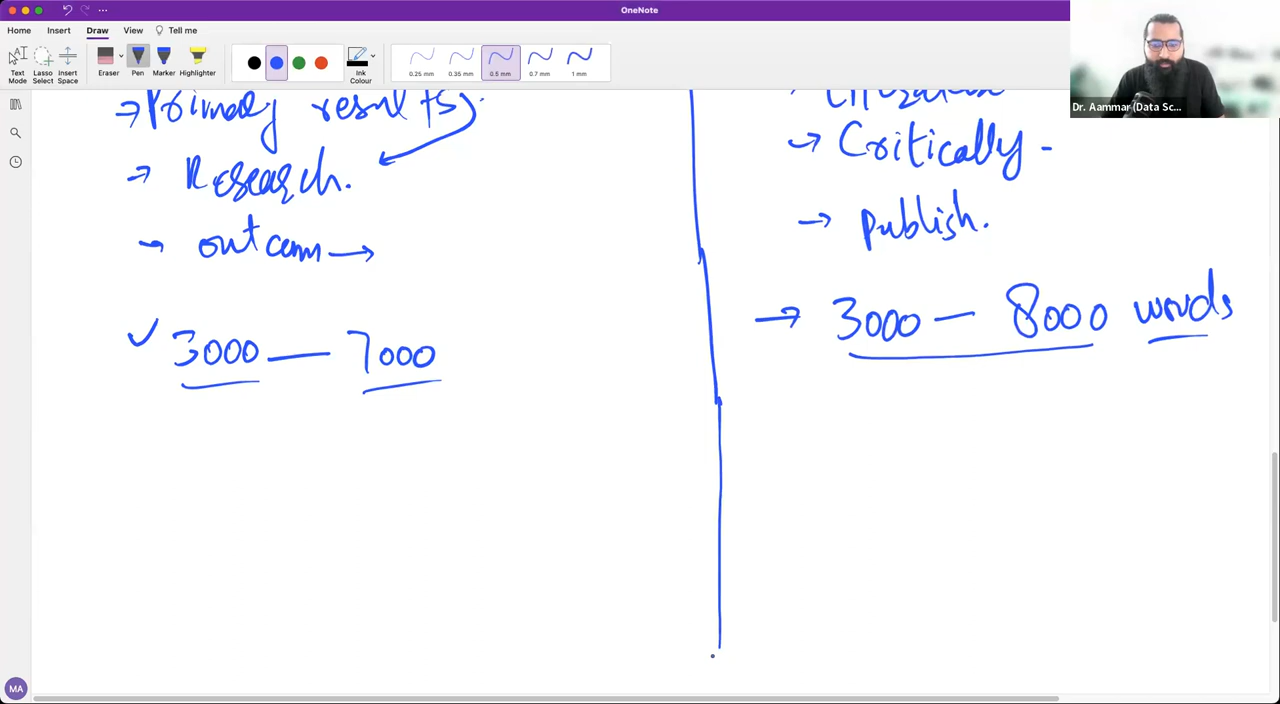 OneNote
Home Insert Draw View Tell me
Text Mode
Lasso Select
Insert Space
Eraser
Pen
Marker
Highlighter
0.25 mm
0.35 mm
0.5 mm
0.7 mm
1 mm
Ink Colour
Dr. Aammar (Data Sc...
→ Primary results).
→ Research.
→ outcom →
✓ 3000 — 7000
→ Critically -
→ publish.
→ 3000 — 8000 words
MA